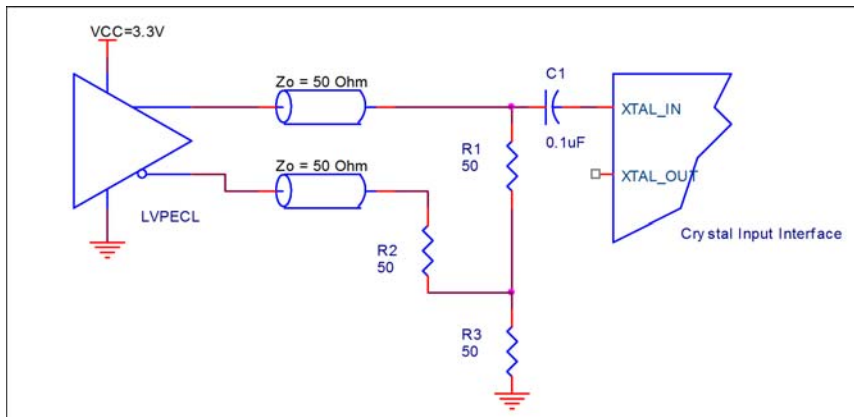 VCC=3.3V
Zo = 50 Ohm
C1
XTAL_IN
0.1uF
R1
50
Zo = 50 Ohm
XTAL_OUT
LVPECL
Crystal Input Interface
R2
50
R3
50